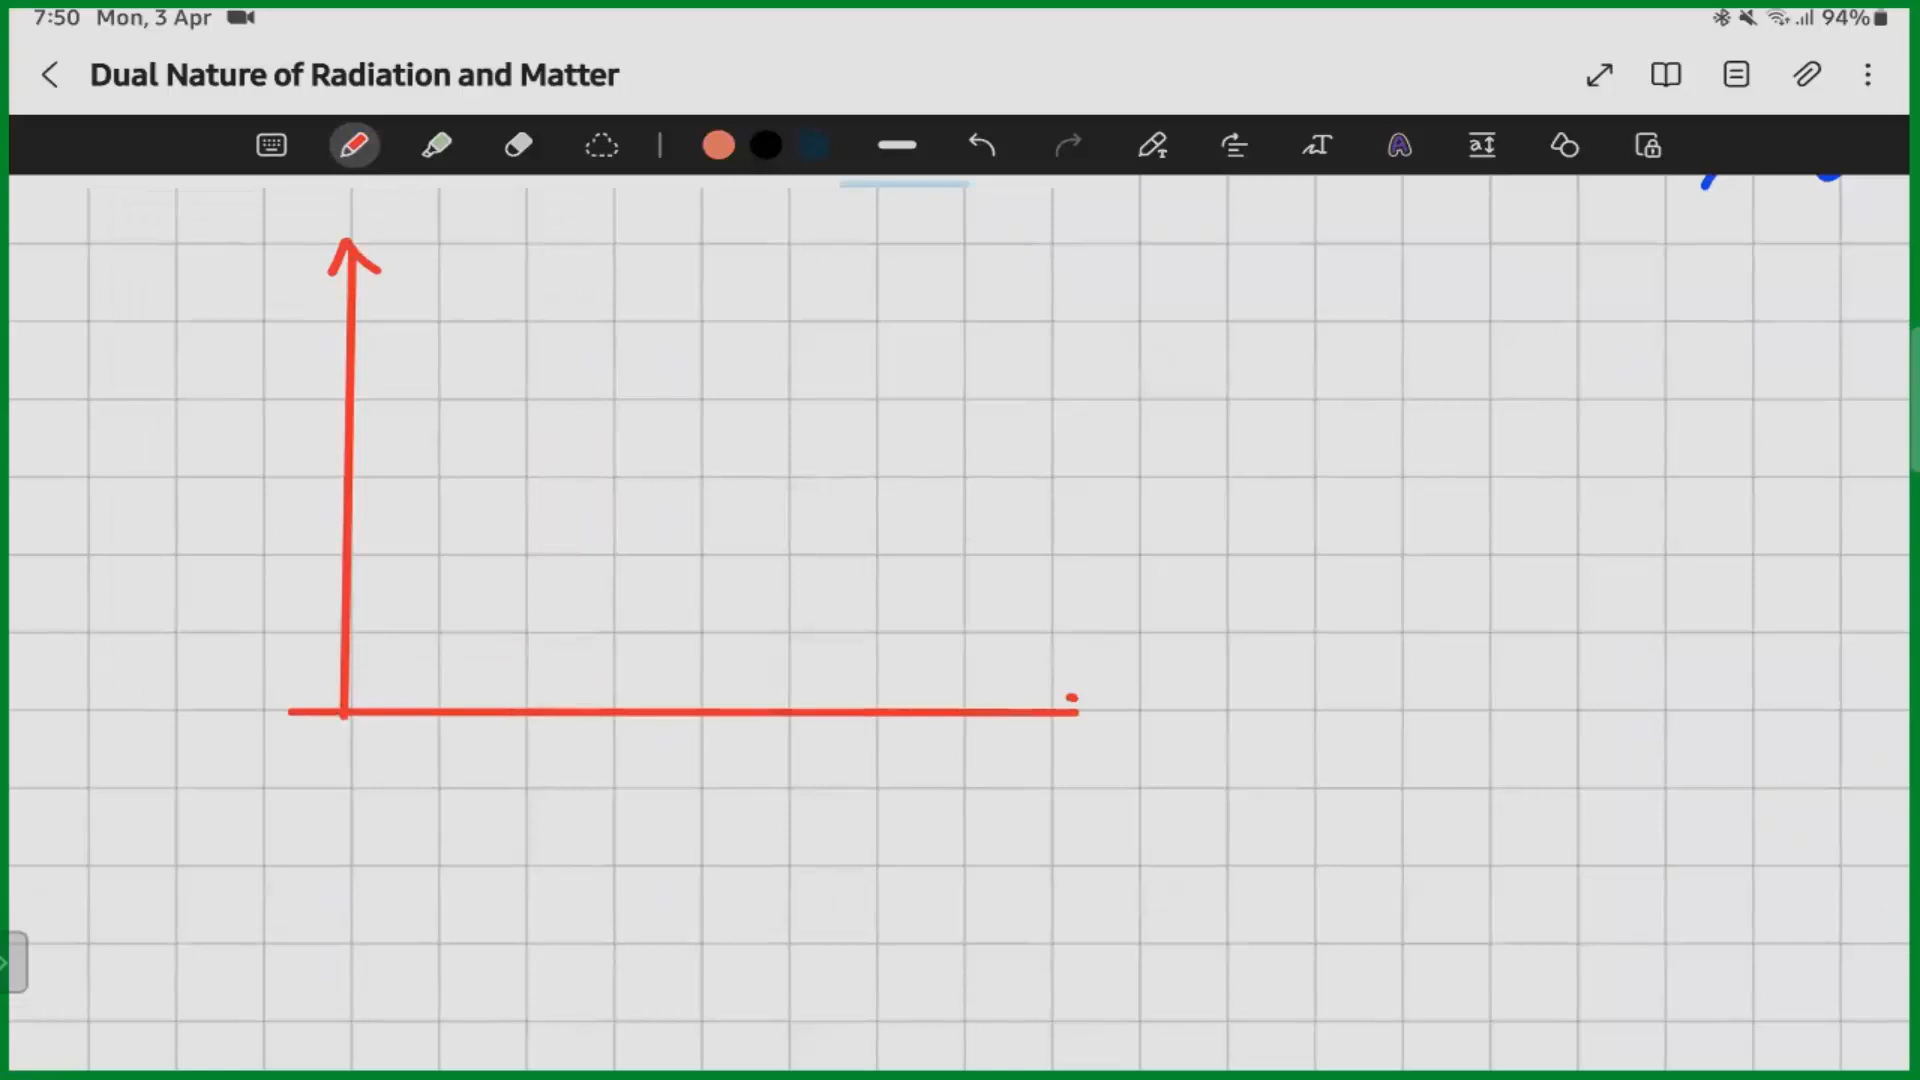 7:50 Mon, 3 Apr 94%
Dual Nature of Radiation and Matter